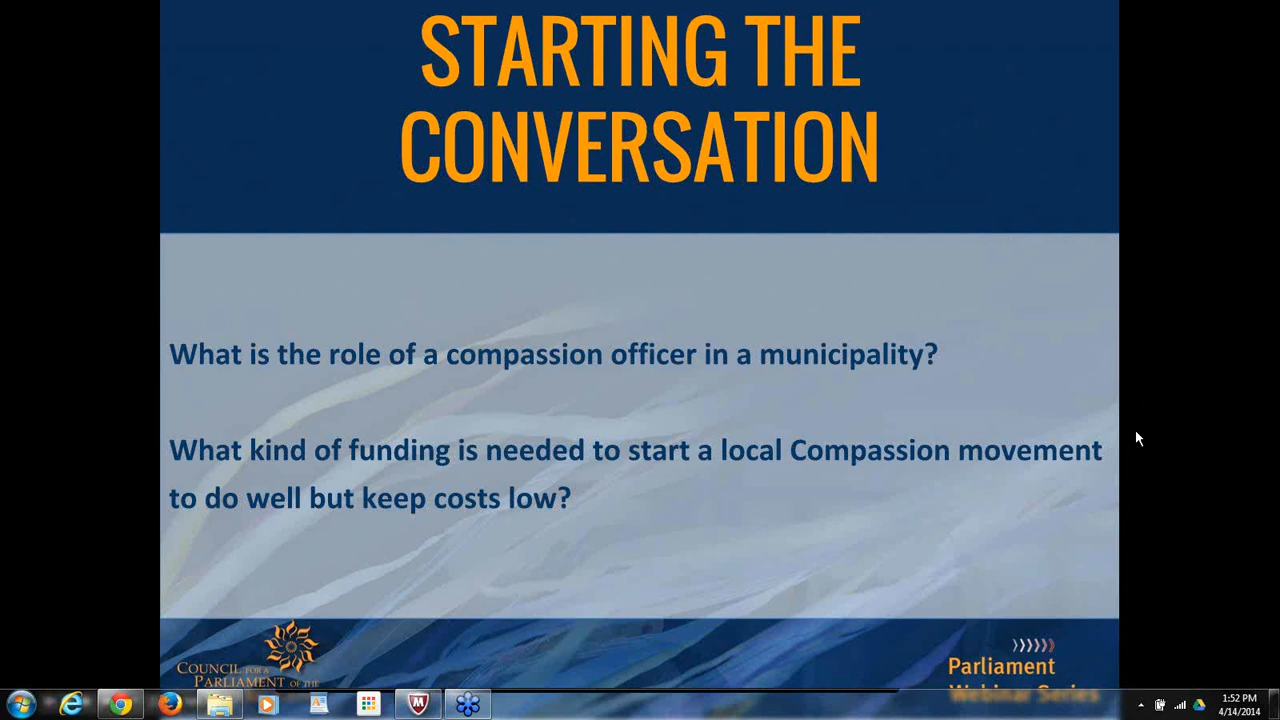 STARTING THE
CONVERSATION
What is the role of a compassion officer in a municipality?
What kind of funding is needed to start a local Compassion movement
to do well but keep costs low?
COUNCIL FOR A
PARLIAMENT OF THE
Parliament
Webinar Series
1:52 PM
4/14/2014